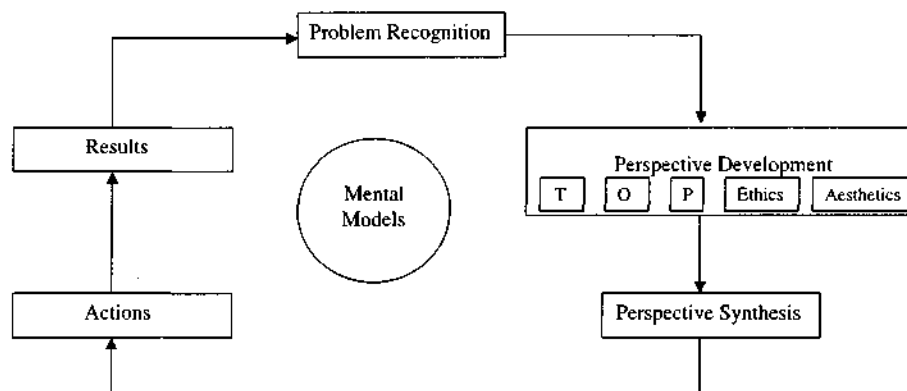 Problem Recognition
Results
Perspective Development
T O P Ethics Aesthetics
Mental
Models
Actions
Perspective Synthesis